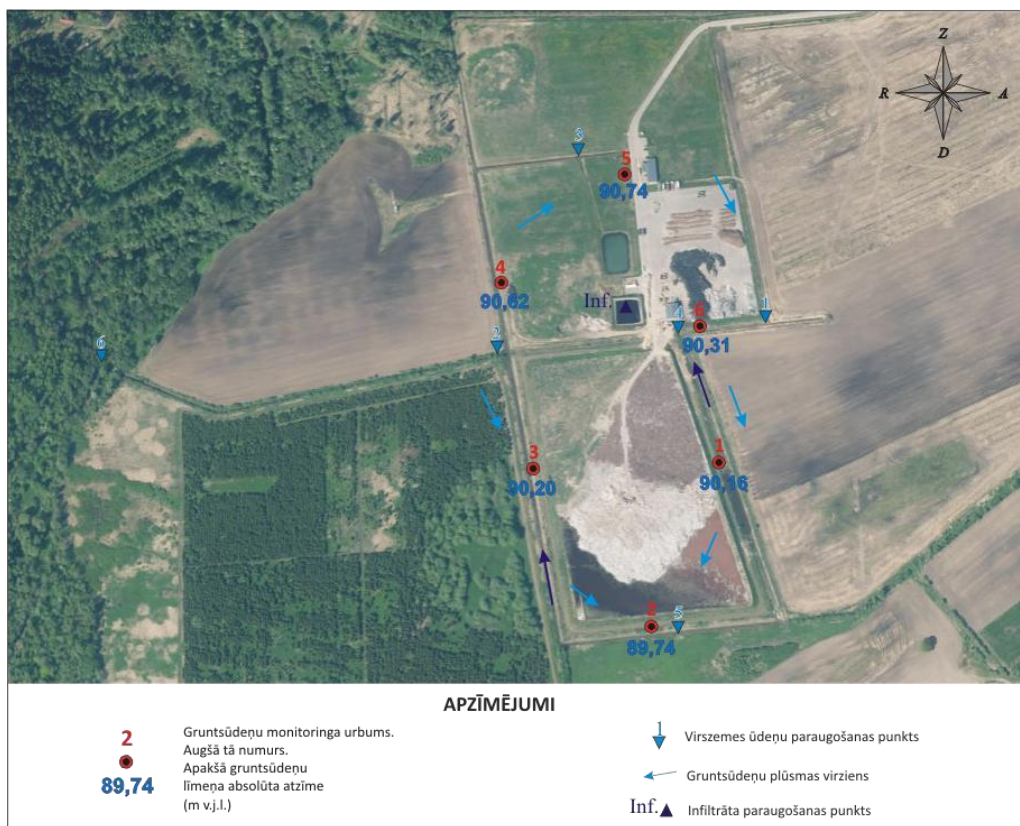 Z
R
A
D
3
5
90,74
4
90,62
Inf.
4
6
1
90,31
6
2
3
90,20
1
90,16
2
5
89,74
APZĪMĒJUMI
2
Gruntsūdeņu monitoringa urbums.
Augšā tā numurs.
Apakšā gruntsūdeņu
89,74
līmeņa absolūta atzīme
(m v.j.l.)
1
Virszemes ūdeņu paraugošanas punkts
Gruntsūdeņu plūsmas virziens
Inf.
Infiltrāta paraugošanas punkts